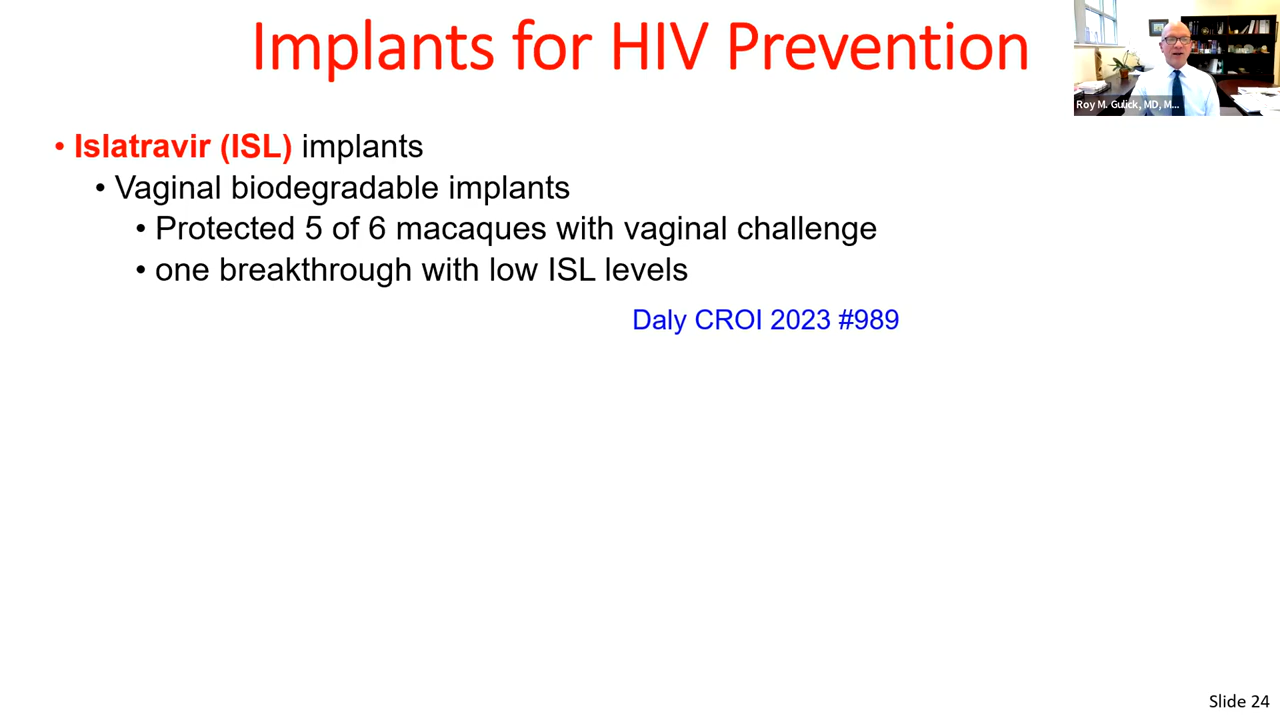 Implants for HIV Prevention
Roy M. Gulick, MD, M...
• Islatravir (ISL) implants
• Vaginal biodegradable implants
• Protected 5 of 6 macaques with vaginal challenge
• one breakthrough with low ISL levels
Daly CROI 2023 #989
Slide 24